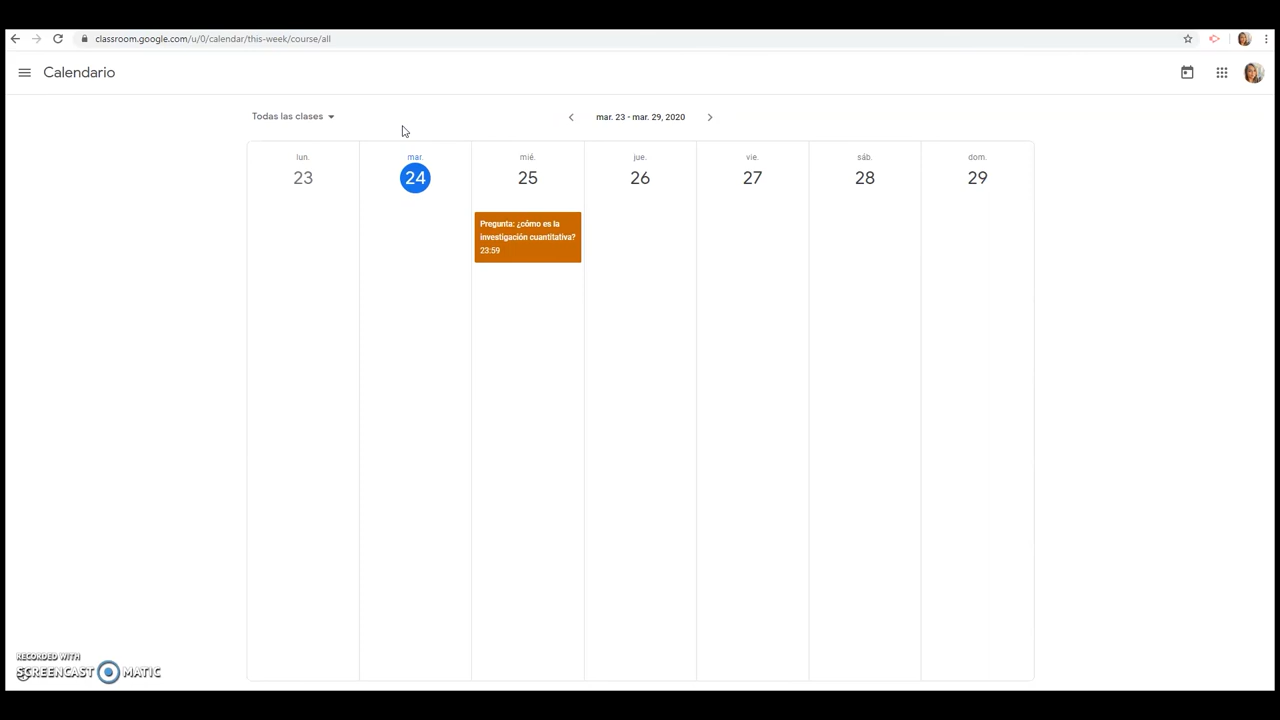 classroom.google.com/u/0/calendar/this-week/course/all
Calendario
Todas las clases
mar. 23 - mar. 29, 2020
lun. mar. mié. jue. vie. sáb. dom.
23 24 25 26 27 28 29
Pregunta: ¿cómo es la
investigación cuantitativa?
23:59
RECORDED WITH
SCREENCAST MATIC